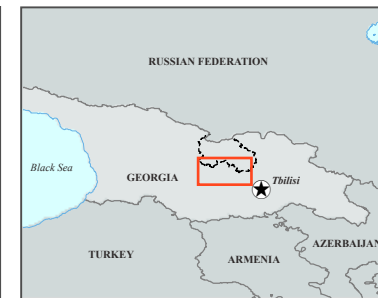 RUSSIAN FEDERATION
Black Sea
GEORGIA
Tbilisi
TURKEY
ARMENIA
AZERBAIJAN